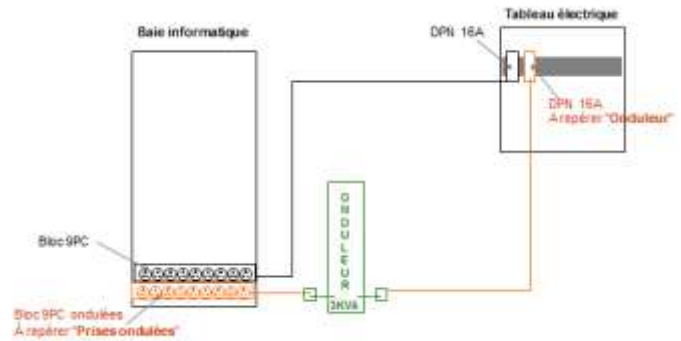 Tableau électrique
Baie informatique
DPN 16A
DPN 16A
A repérer "Onduleur"
ONDULEUR
3KVA
Bloc 9PC
Bloc 9PC ondulées
À repérer "Prises ondulées"